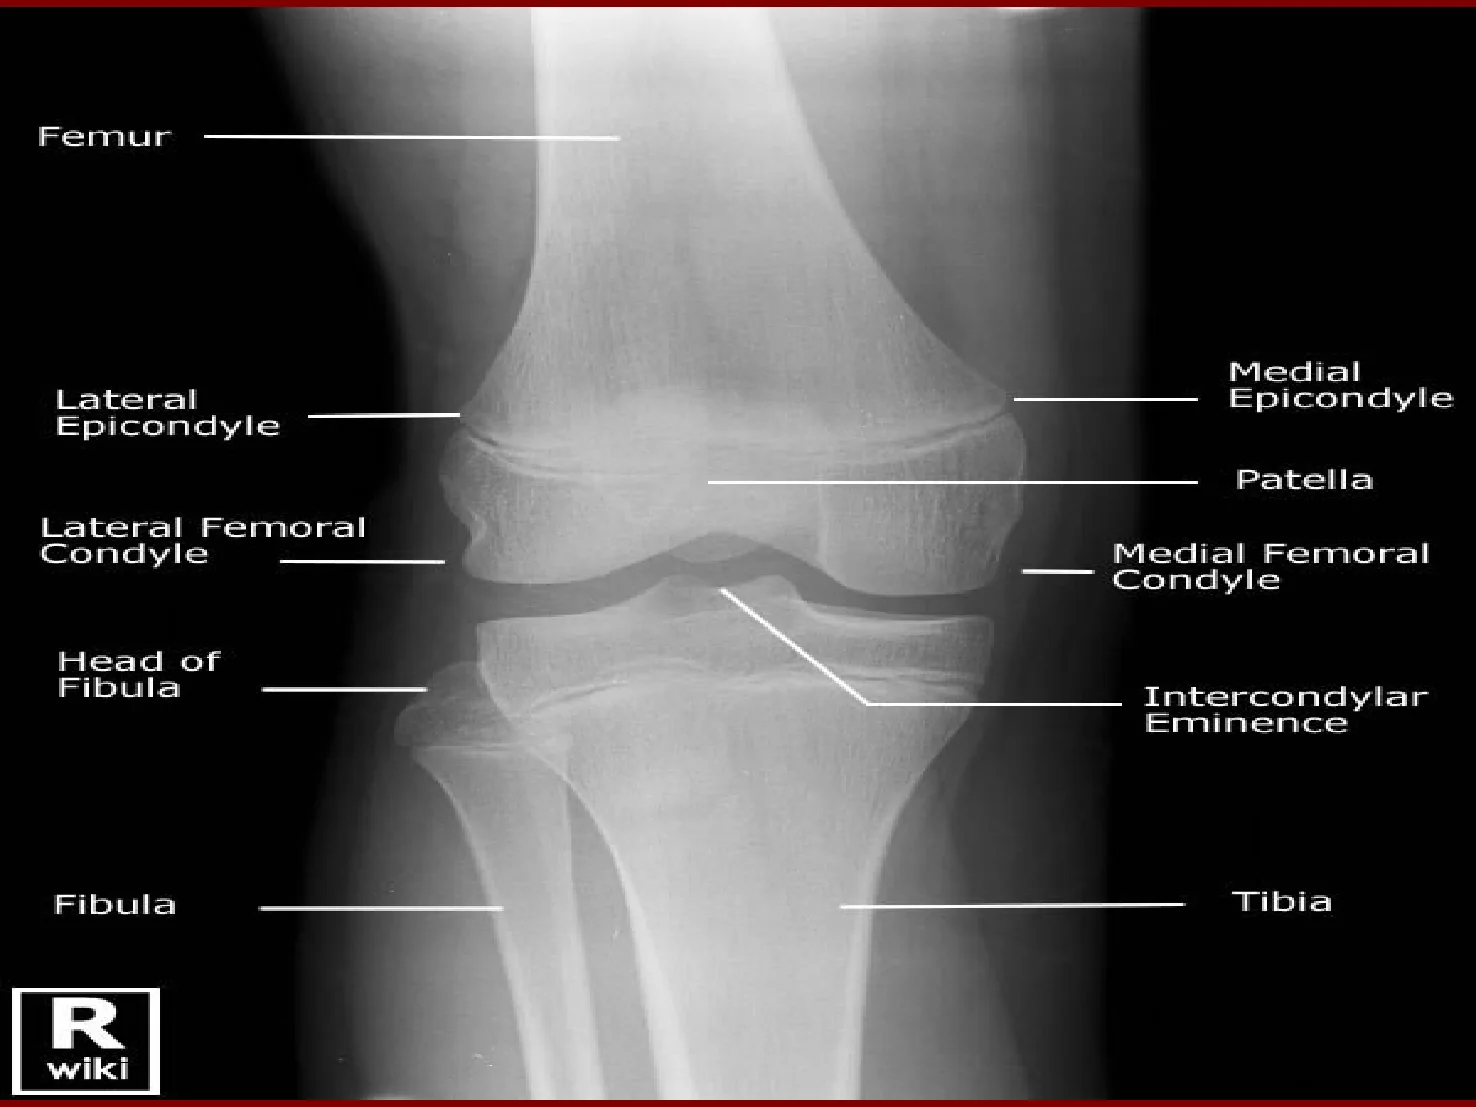 Femur
Lateral
Epicondyle
Medial
Epicondyle
Patella
Lateral Femoral
Condyle
Medial Femoral
Condyle
Head of
Fibula
Intercondylar
Eminence
Fibula
Tibia
R
wiki